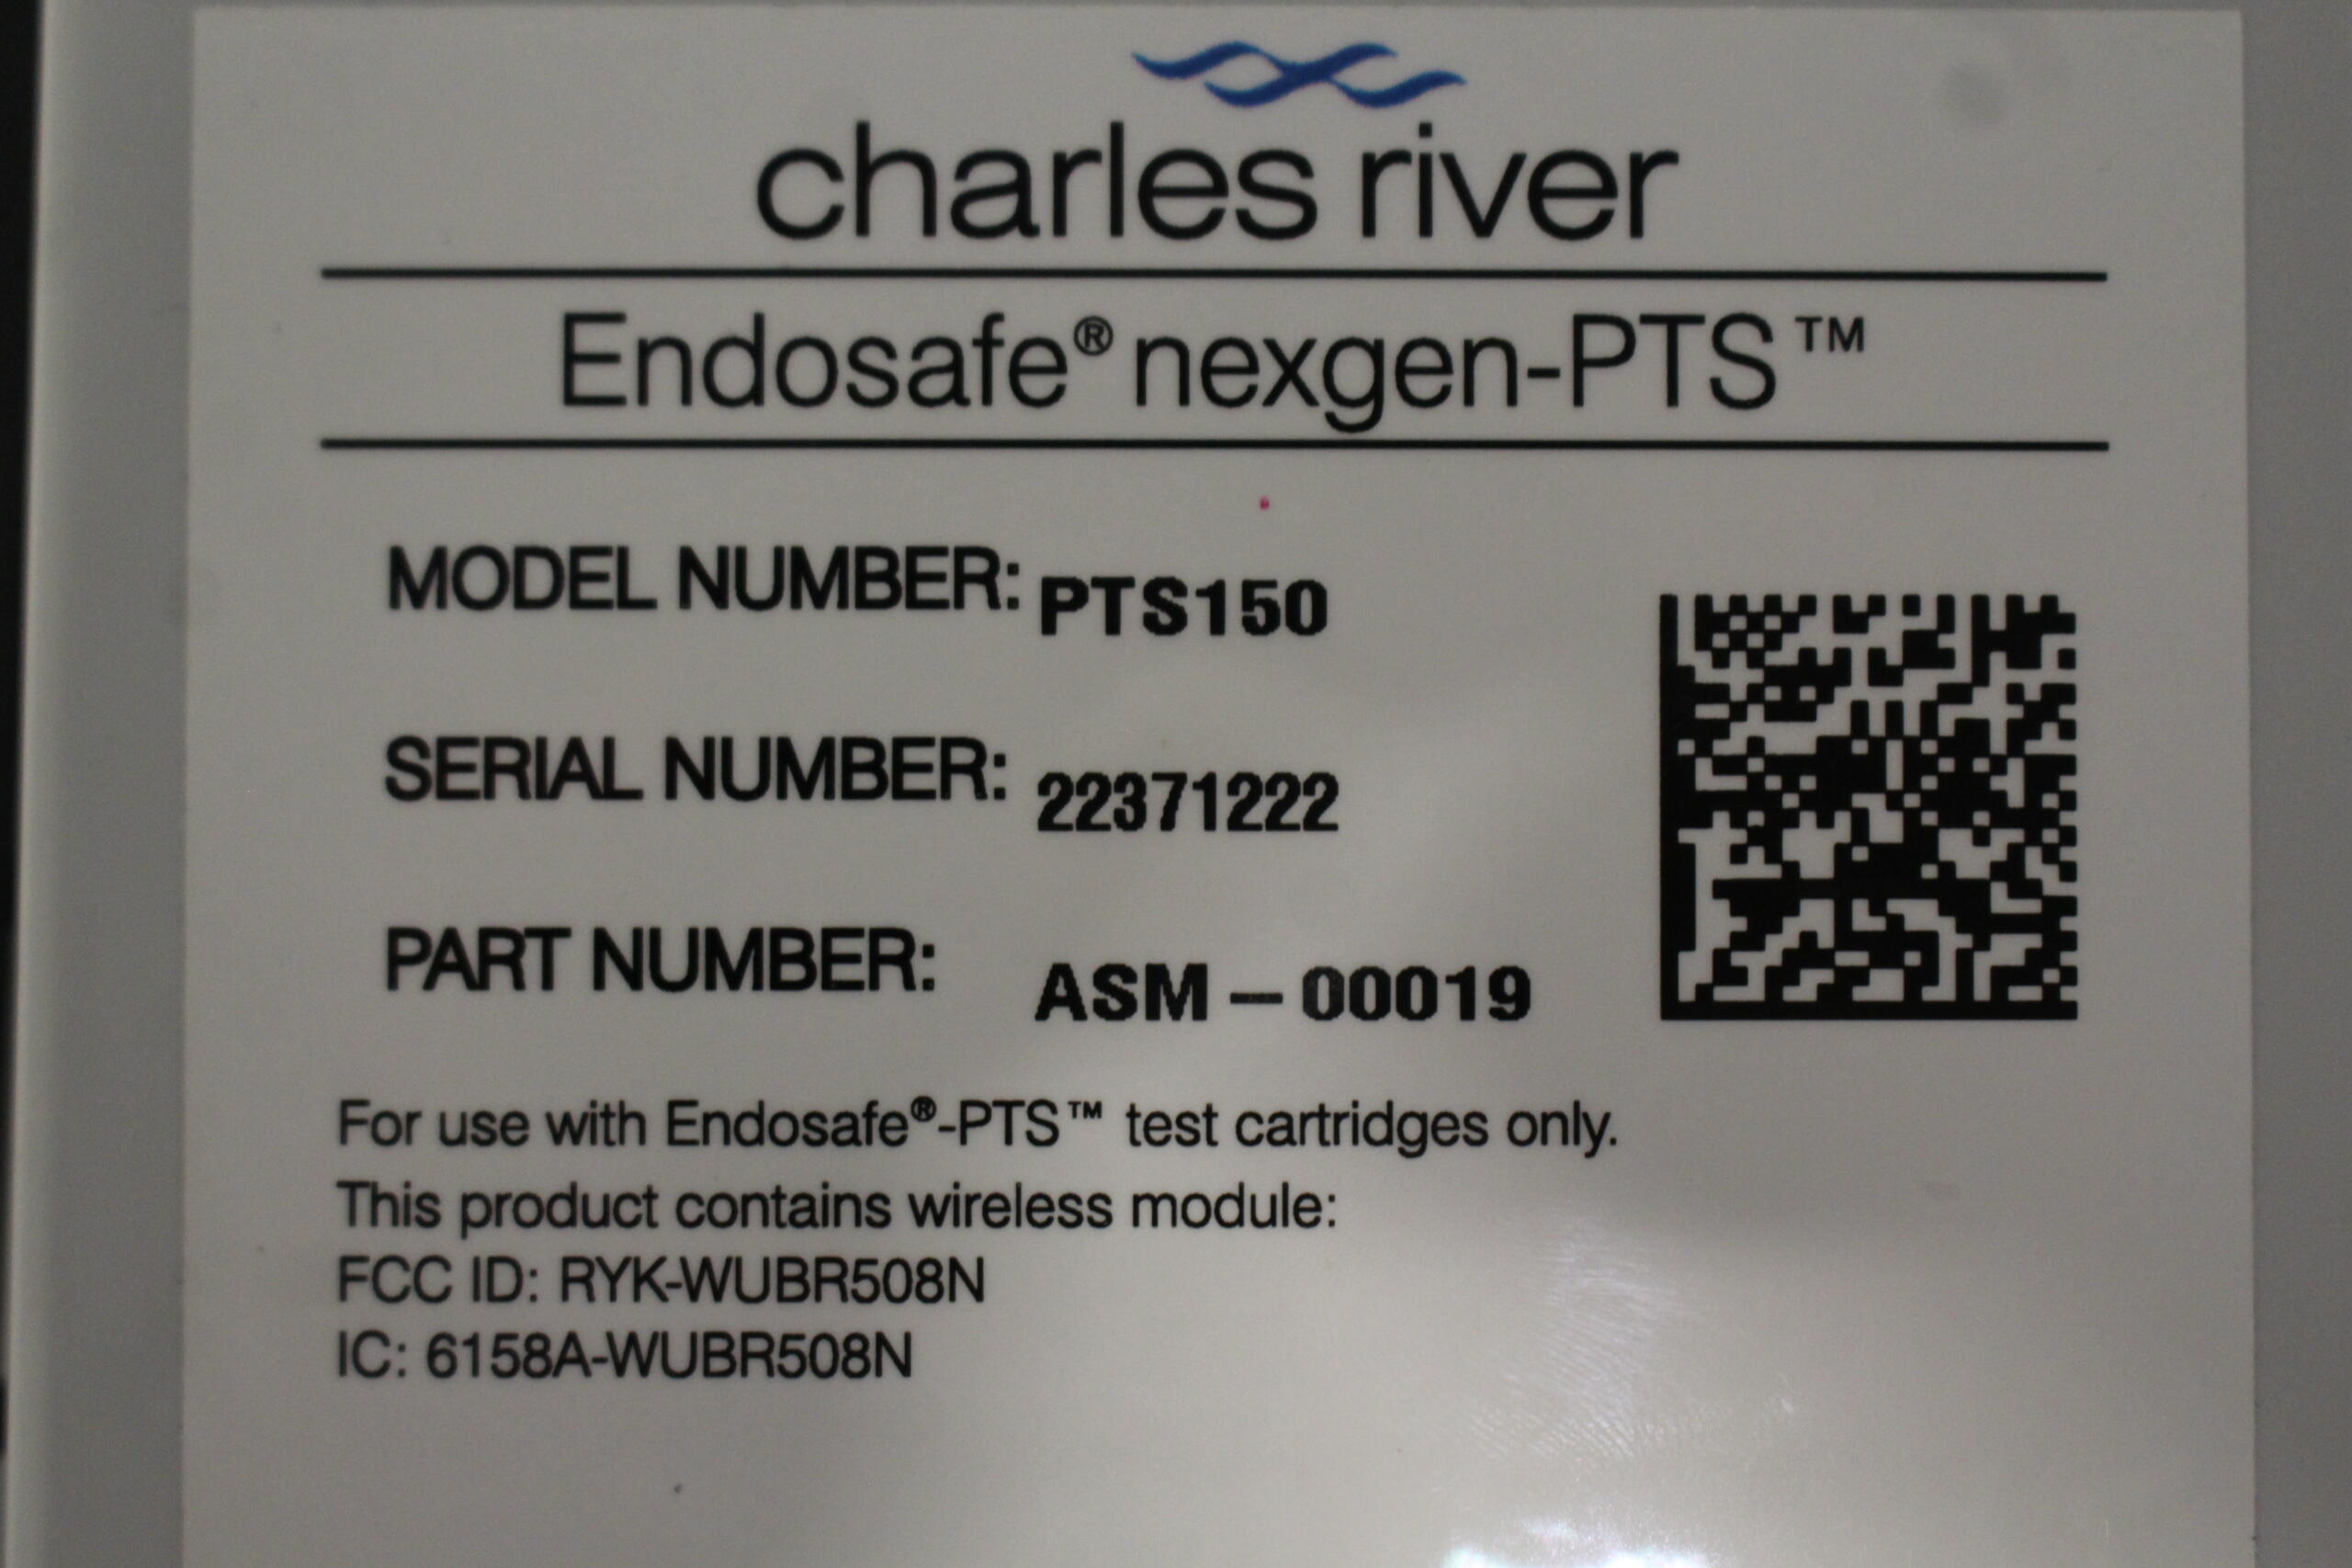 charles river
Endosafe® nexgen-PTS™
MODEL NUMBER: PTS150
SERIAL NUMBER: 22371222
PART NUMBER: ASM-00019
For use with Endosafe®-PTS™ test cartridges only.
This product contains wireless module:
FCC ID: RYK-WUBR508N
IC: 6158A-WUBR508N